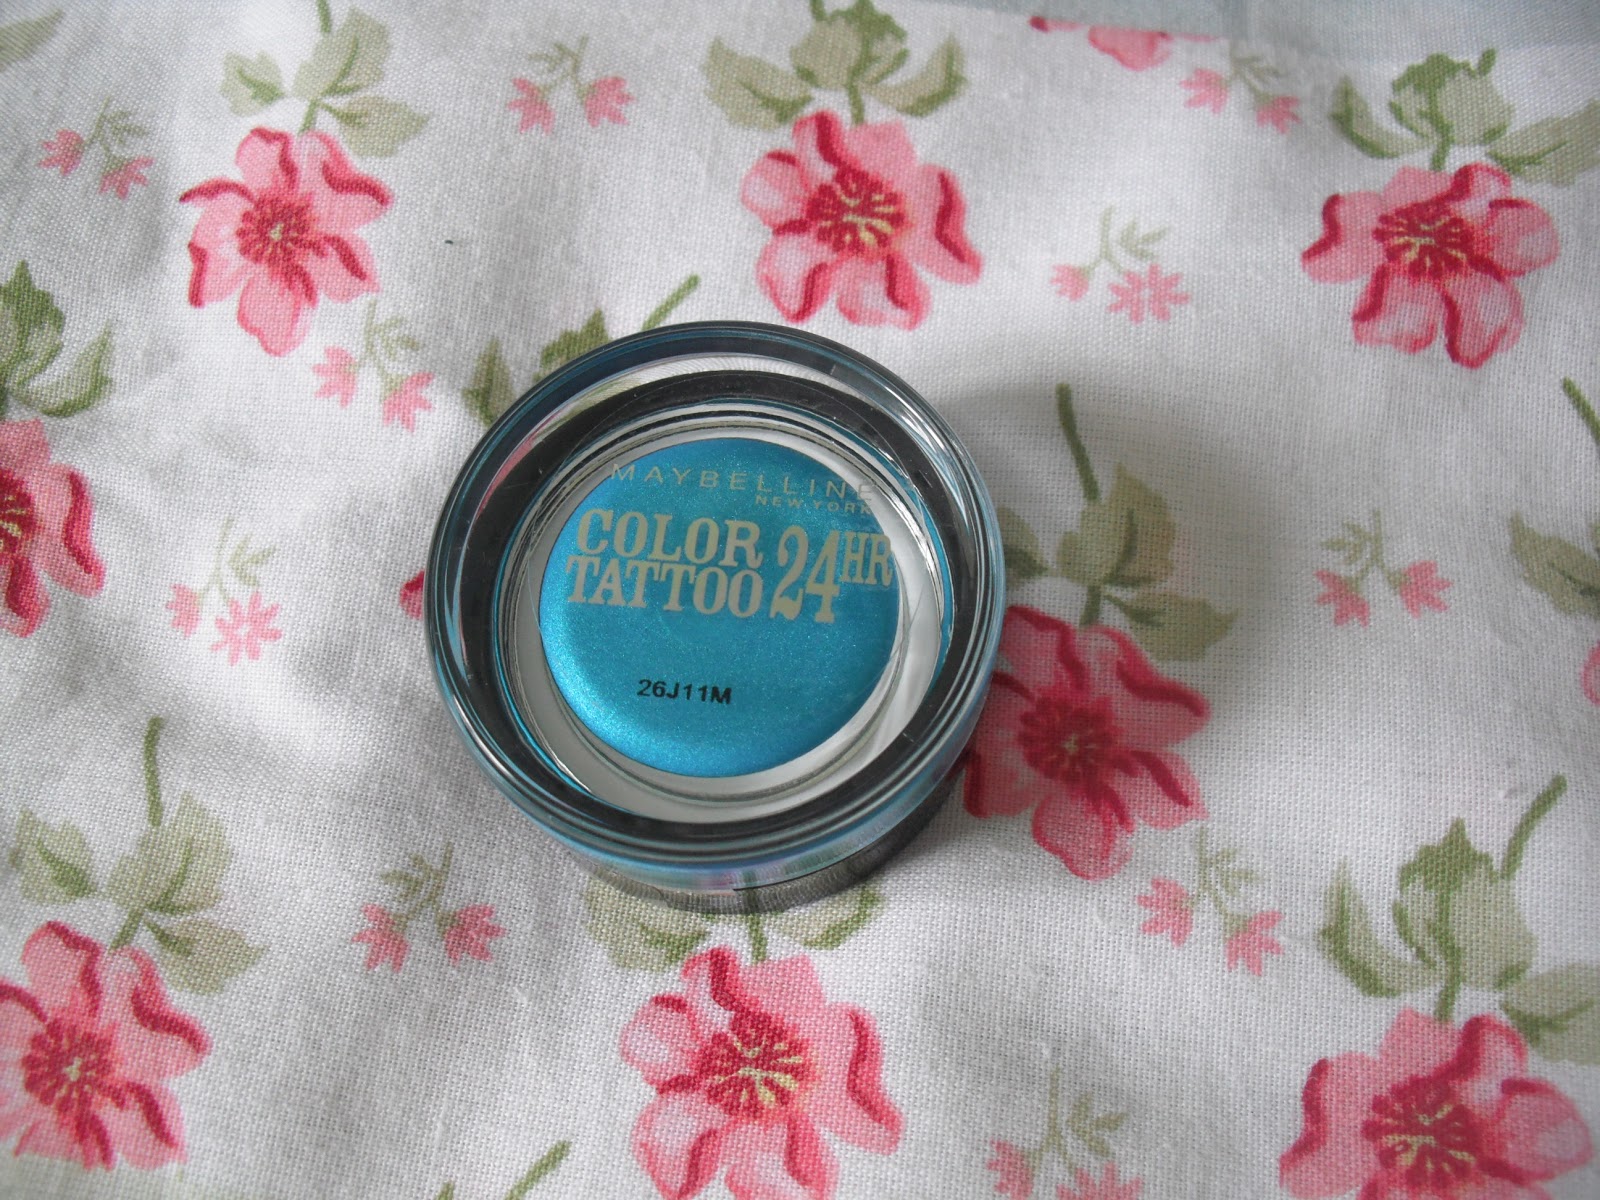 MAYBELLINE
NEW YORK
COLOR
TATTOO 24HR
26J11M